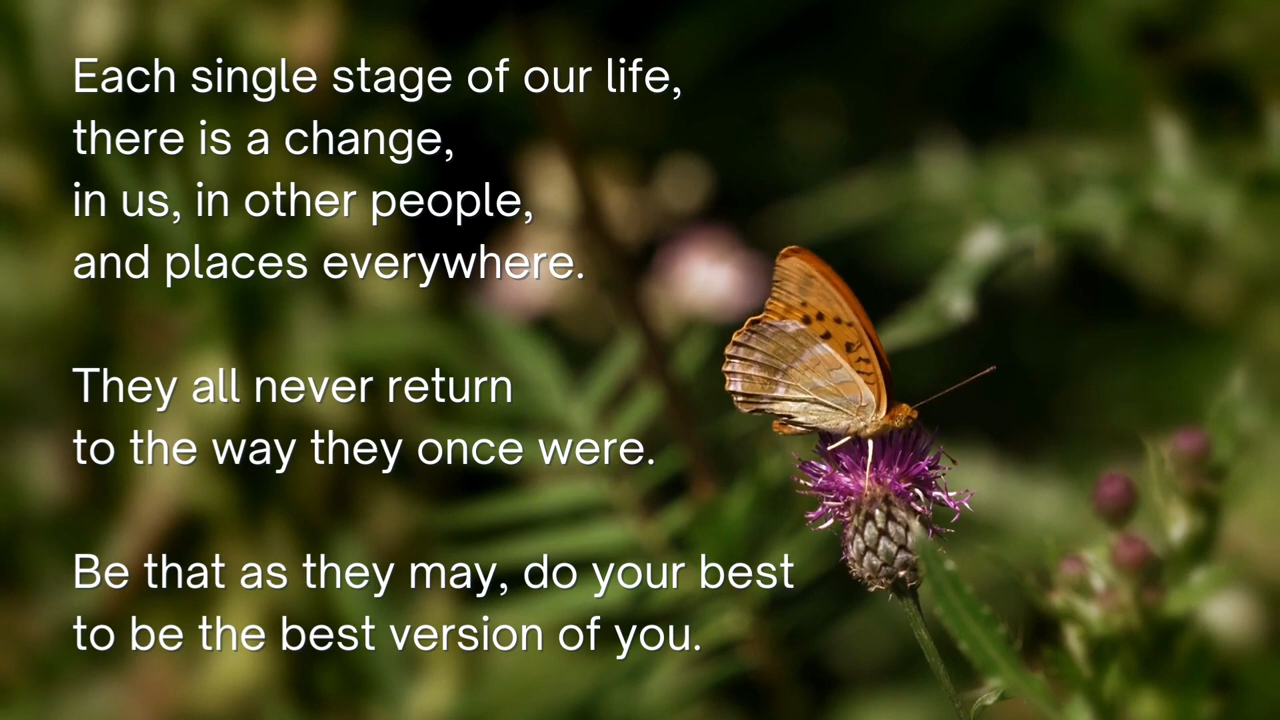 Each single stage of our life,
there is a change,
in us, in other people,
and places everywhere.
They all never return
to the way they once were.
Be that as they may, do your best
to be the best version of you.